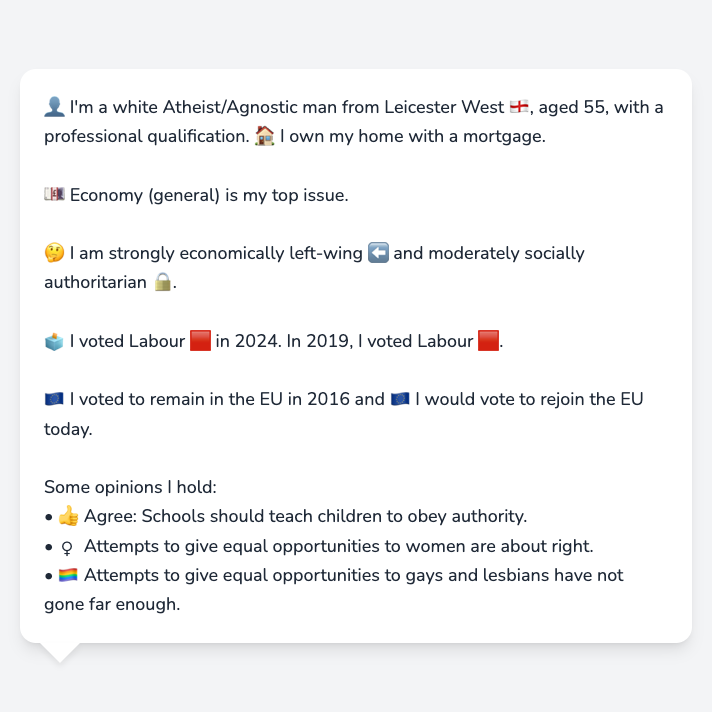 👤 I'm a white Atheist/Agnostic man from Leicester West 🏴󠁧󠁢󠁥󠁮󠁧󠁿, aged 55, with a
professional qualification. 🏠 I own my home with a mortgage.
💷 Economy (general) is my top issue.
🤔 I am strongly economically left-wing ⬅️ and moderately socially
authoritarian 🔒.
🗳️ I voted Labour 🟥 in 2024. In 2019, I voted Labour 🟥.
🇪🇺 I voted to remain in the EU in 2016 and 🇪🇺 I would vote to rejoin the EU
today.
Some opinions I hold:
• 👍 Agree: Schools should teach children to obey authority.
• ♀ Attempts to give equal opportunities to women are about right.
• 🏳️‍🌈 Attempts to give equal opportunities to gays and lesbians have not
gone far enough.